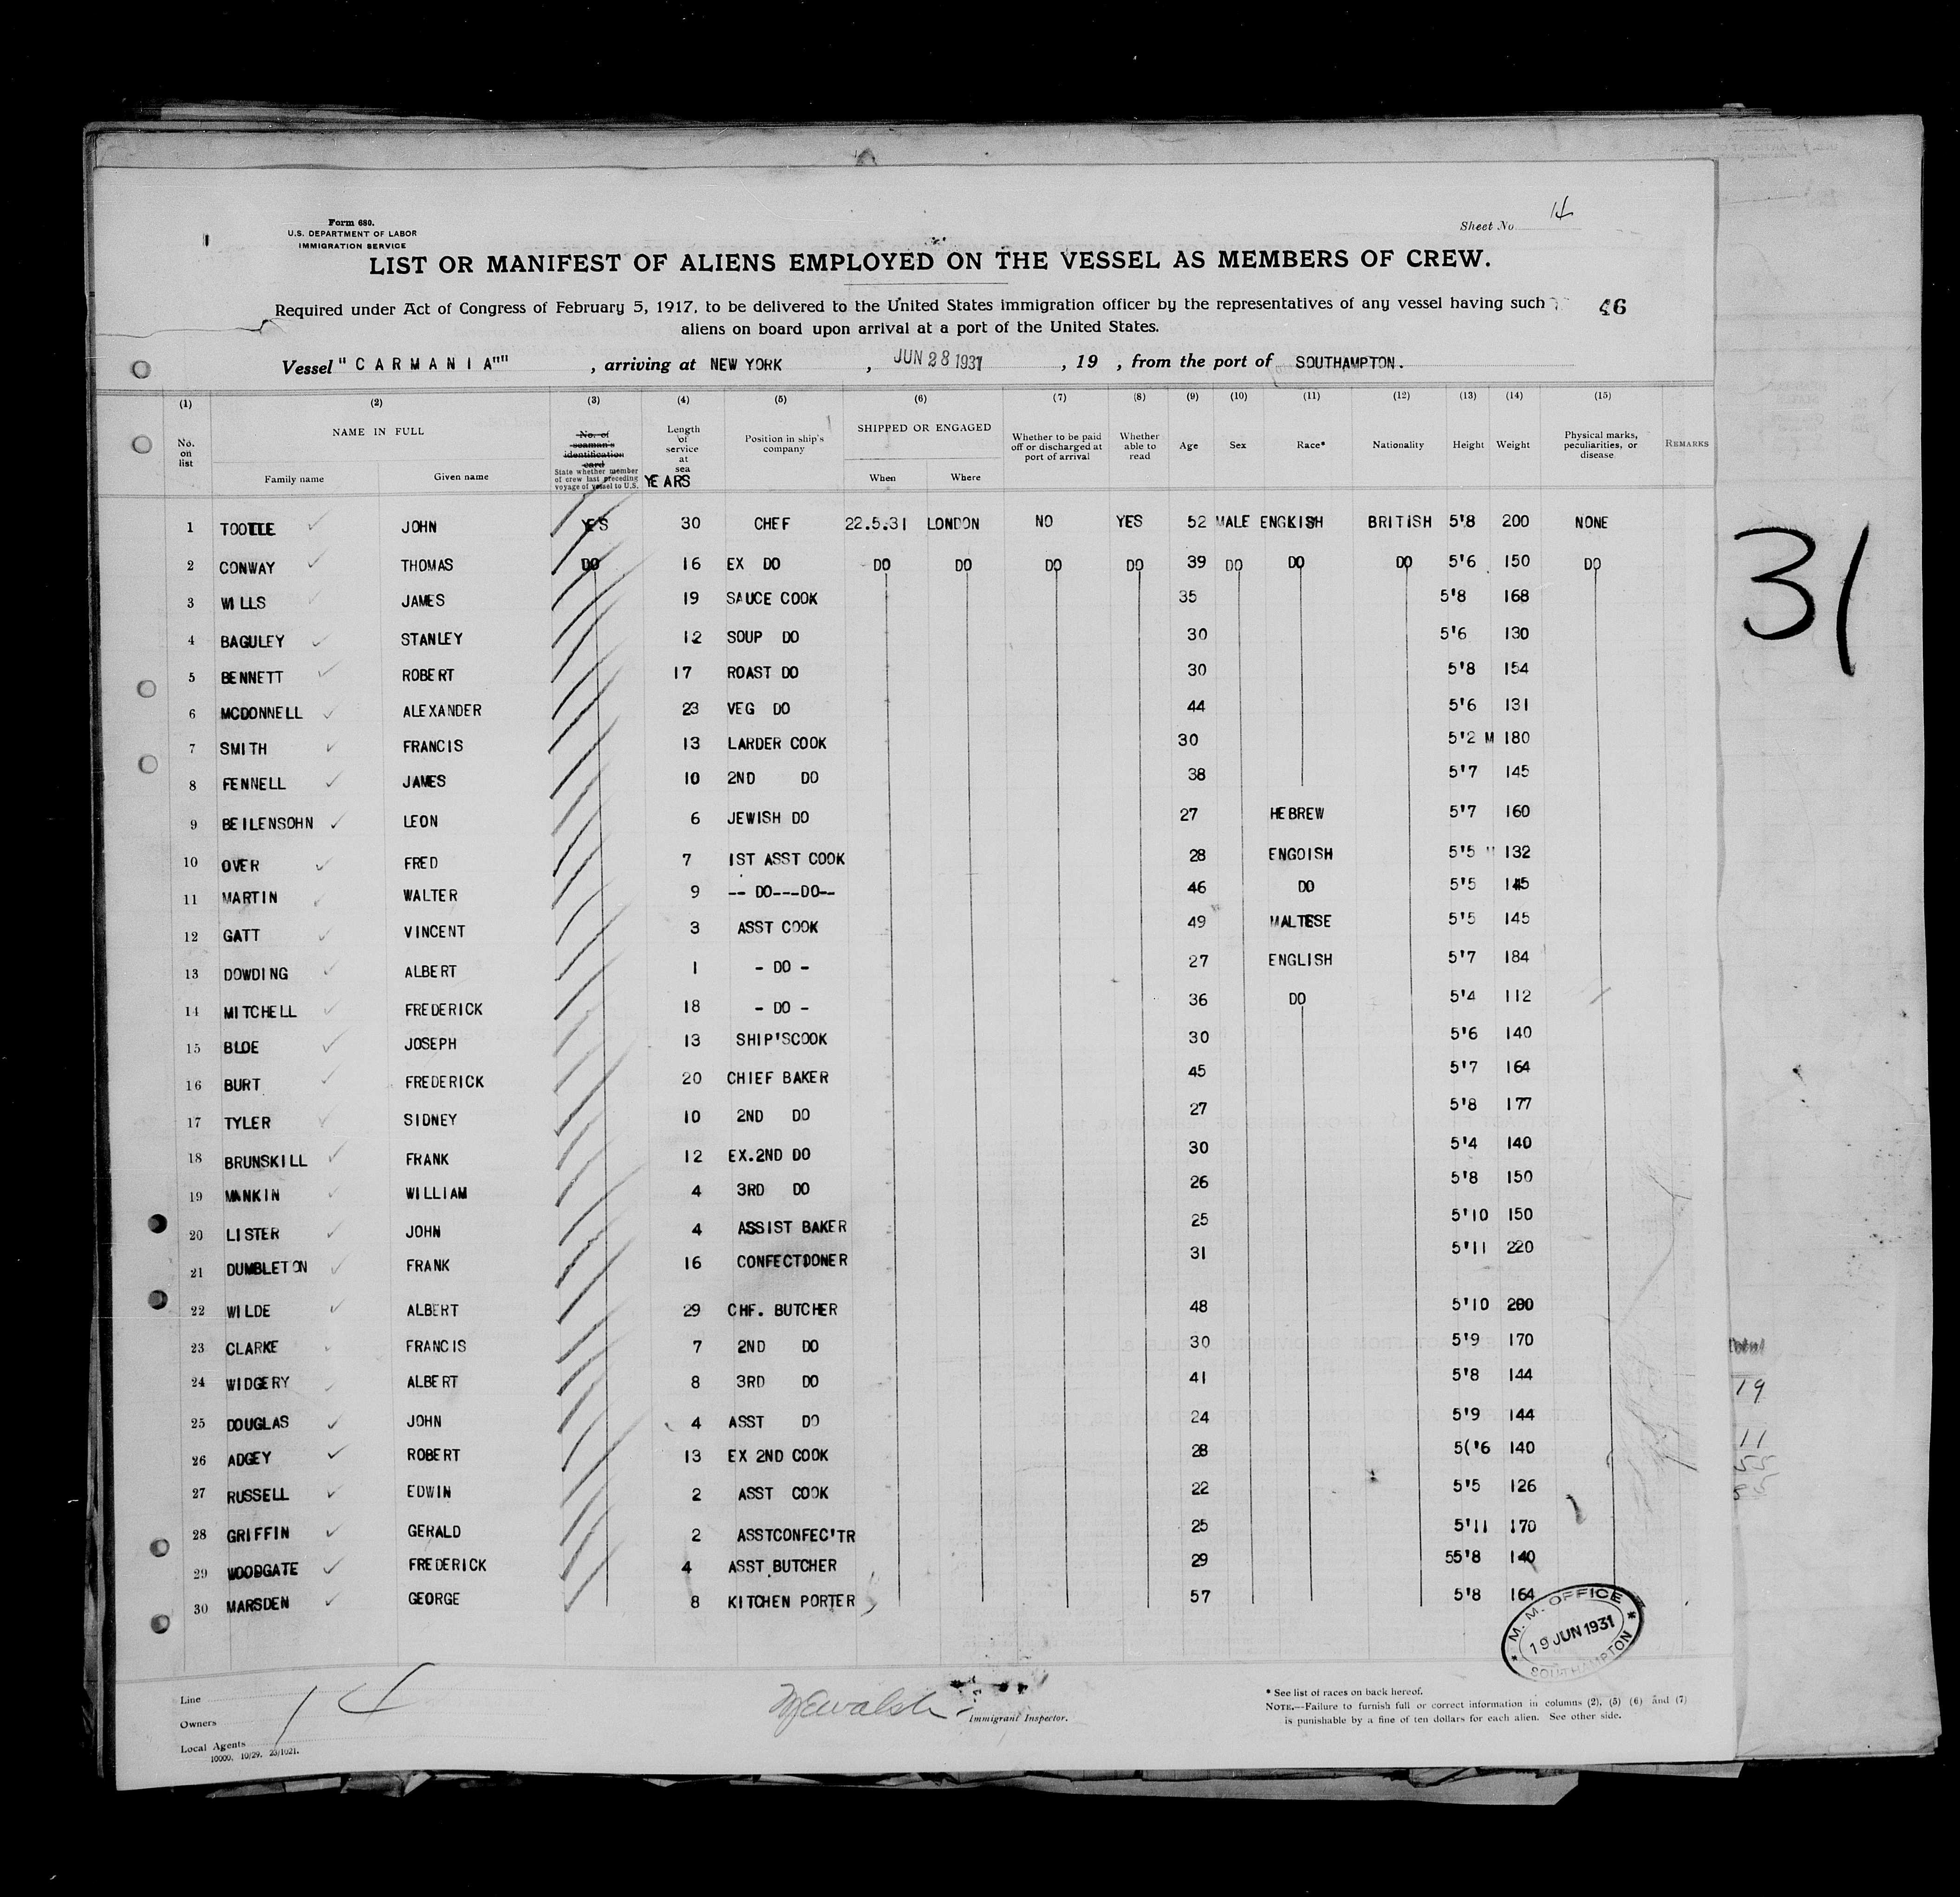 Form 680.
U.S. DEPARTMENT OF LABOR
IMMIGRATION SERVICE
Sheet No. 14
LIST OR MANIFEST OF ALIENS EMPLOYED ON THE VESSEL AS MEMBERS OF CREW.
Required under Act of Congress of February 5, 1917, to be delivered to the United States immigration officer by the representatives of any vessel having such
46
aliens on board upon arrival at a port of the United States.
Vessel "CARMANIA"" , arriving at NEW YORK , JUN 28 1931 , 19 , from the port of SOUTHAMPTON.
(1) (2) (3) (4) (5) (6) (7) (8) (9) (10) (11) (12) (13) (14) (15)
No. on list NAME IN FULL Family name Given name No. of seaman's identification card State whether member of crew last preceding voyage of vessel to U.S. Length of service at sea YEARS Position in ship's company SHIPPED OR ENGAGED When Where Whether to be paid off or discharged at port of arrival Whether able to read Age Sex Race* Nationality Height Weight Physical marks, peculiarities, or disease REMARKS
1 TOOTLE JOHN YES 30 CHEF 22.5.31 LONDON NO YES 52 MALE ENGKISH BRITISH 5'8 200 NONE
2 CONWAY THOMAS DO 16 EX DO DO DO DO DO 39 DO DO DO 5'6 150 DO
3 WILLS JAMES 19 SAUCE COOK 35 5'8 168
4 BAGULEY STANLEY 12 SOUP DO 30 5'6 130
5 BENNETT ROBERT 17 ROAST DO 30 5'8 154
6 MCDONNELL ALEXANDER 23 VEG DO 44 5'6 131
7 SMITH FRANCIS 13 LARDER COOK 30 5'2 M 180
8 FENNELL JAMES 10 2ND DO 38 5'7 145
9 BEILENSOHN LEON 6 JEWISH DO 27 HEBREW 5'7 160
10 OVER FRED 7 1ST ASST COOK 28 ENGOISH 5'5 " 132
11 MARTIN WALTER 9 -- DO---DO-- 46 DO 5'5 145
12 GATT VINCENT 3 ASST COOK 49 MALTESE 5'5 145
13 DOWDING ALBERT 1 - DO - 27 ENGLISH 5'7 184
14 MITCHELL FREDERICK 18 - DO - 36 DO 5'4 112
15 BLOE JOSEPH 13 SHIP'SCOOK 30 5'6 140
16 BURT FREDERICK 20 CHIEF BAKER 45 5'7 164
17 TYLER SIDNEY 10 2ND DO 27 5'8 177
18 BRUNSKILL FRANK 12 EX.2ND DO 30 5'4 140
19 MANKIN WILLIAM 4 3RD DO 26 5'8 150
20 LISTER JOHN 4 ASSIST BAKER 25 5'10 150
21 DUMBLETON FRANK 16 CONFECTDONER 31 5'11 220
22 WILDE ALBERT 29 CHF. BUTCHER 48 5'10 200
23 CLARKE FRANCIS 7 2ND DO 30 5'9 170
24 WIDGERY ALBERT 8 3RD DO 41 5'8 144
25 DOUGLAS JOHN 4 ASST DO 24 5'9 144
26 ADGEY ROBERT 13 EX 2ND COOK 28 5('6 140
27 RUSSELL EDWIN 2 ASST COOK 22 5'5 126
28 GRIFFIN GERALD 2 ASSTCONFEC'TR 25 5'11 170
29 WOODGATE FREDERICK 4 ASST BUTCHER 29 55'8 140
30 MARSDEN GEORGE 8 KITCHEN PORTER 57 5'8 164
31
Total
19
11
55
M. M. OFFICE
19 JUN 1931
SOUTHAMPTON
Line
Owners
Local Agents
14
10000. 10/29. 23/1021.
Immigrant Inspector.
* See list of races on back hereof.
NOTE.—Failure to furnish full or correct information in columns (2), (5) (6) and (7)
is punishable by a fine of ten dollars for each alien. See other side.